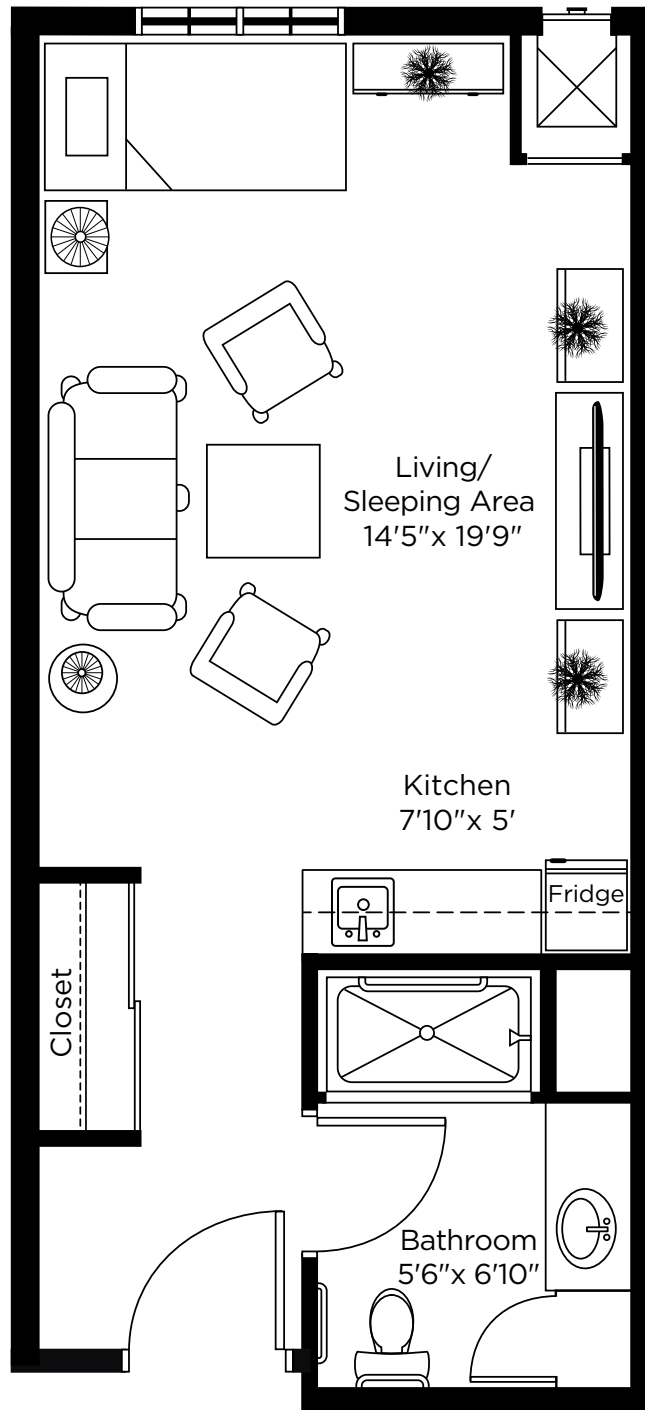 Living/
Sleeping Area
14'5"x 19'9"
Kitchen
7'10"x 5'
Fridge
Closet
Bathroom
5'6"x 6'10"